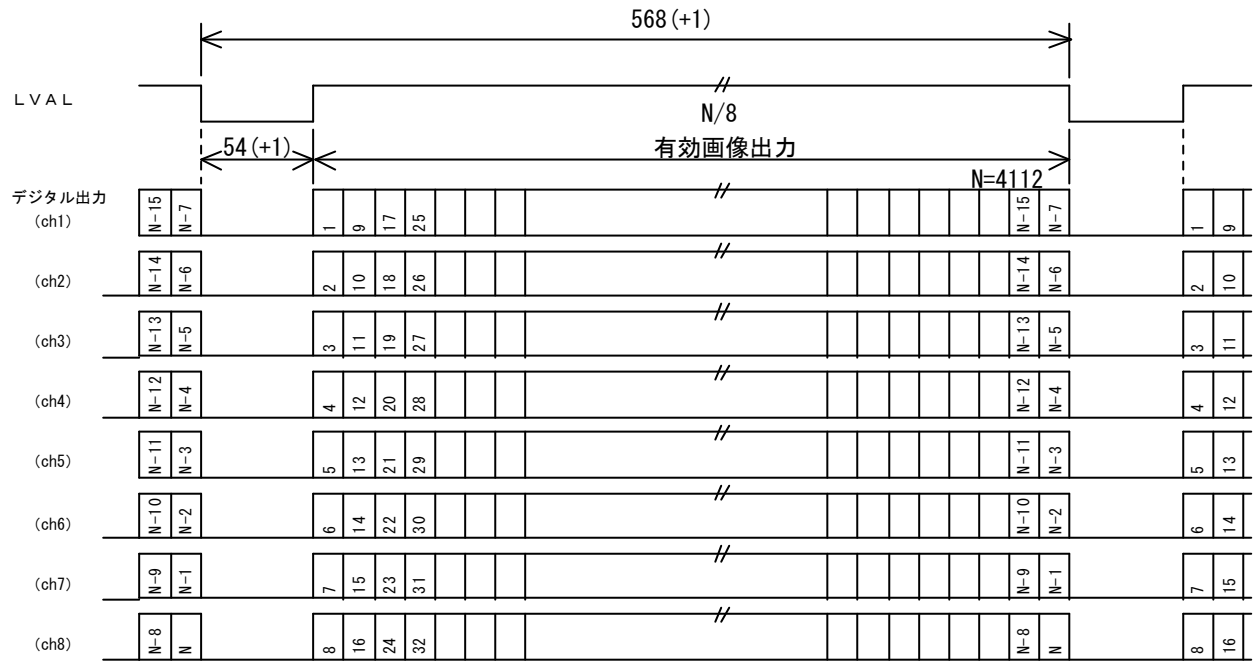 568(+1)
ＬＶＡＬ
N/8
54(+1)
有効画像出力
N=4112
デジタル出力
(ch1) N-15 N-7 1 9 17 25 N-15 N-7 1 9
(ch2) N-14 N-6 2 10 18 26 N-14 N-6 2 10
(ch3) N-13 N-5 3 11 19 27 N-13 N-5 3 11
(ch4) N-12 N-4 4 12 20 28 N-12 N-4 4 12
(ch5) N-11 N-3 5 13 21 29 N-11 N-3 5 13
(ch6) N-10 N-2 6 14 22 30 N-10 N-2 6 14
(ch7) N-9 N-1 7 15 23 31 N-9 N-1 7 15
(ch8) N-8 N 8 16 24 32 N-8 N 8 16